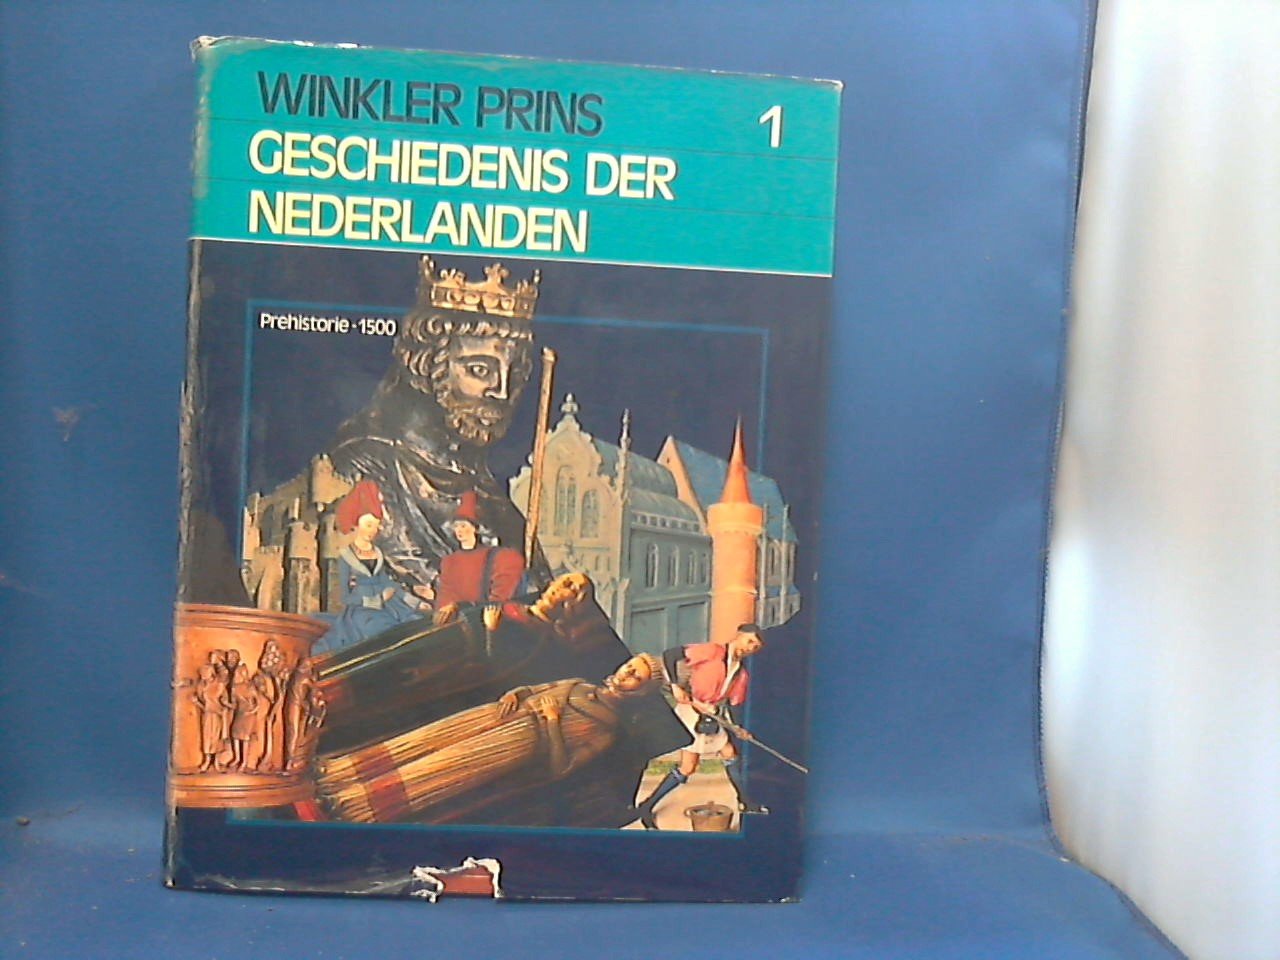 WINKLER PRINS
1
GESCHIEDENIS DER
NEDERLANDEN
Prehistorie • 1500